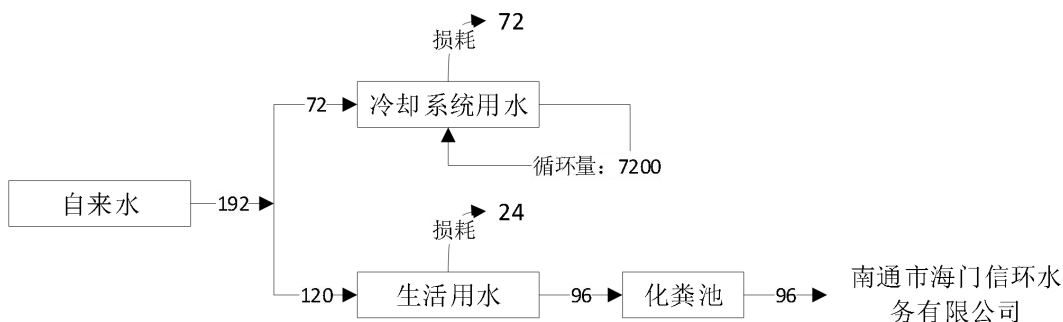 72
损耗
72
冷却系统用水
循环量：7200
自来水
192
24
损耗
120
生活用水
96
化粪池
96
南通市海门信环水
务有限公司